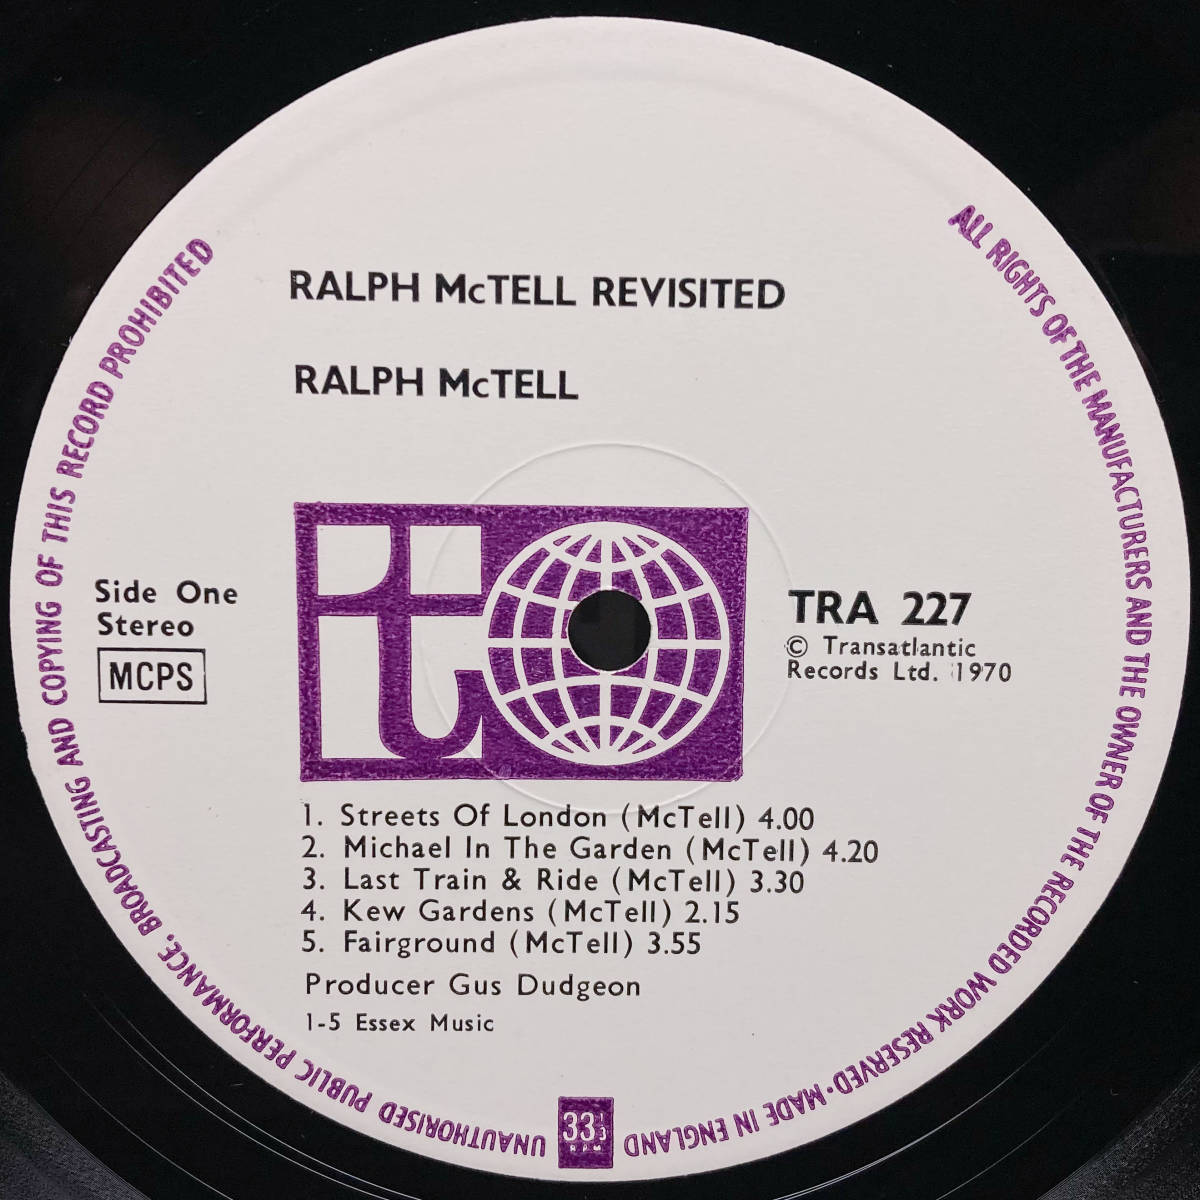 RALPH McTELL REVISITED
RALPH McTELL
it
Side One
Stereo
MCPS
TRA 227
© Transatlantic
Records Ltd. 1970
1. Streets Of London (McTell) 4.00
2. Michael In The Garden (McTell) 4.20
3. Last Train & Ride (McTell) 3.30
4. Kew Gardens (McTell) 2.15
5. Fairground (McTell) 3.55
Producer Gus Dudgeon
1-5 Essex Music
ALL RIGHTS OF THE MANUFACTURERS AND THE OWNER OF THE RECORDED WORK RESERVED · MADE IN ENGLAND
33 1/3
RPM
UNAUTHORISED PUBLIC PERFORMANCE, BROADCASTING AND COPYING OF THIS RECORD PROHIBITED